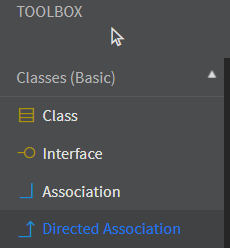 TOOLBOX
Classes (Basic)
Class
Interface
Association
Directed Association